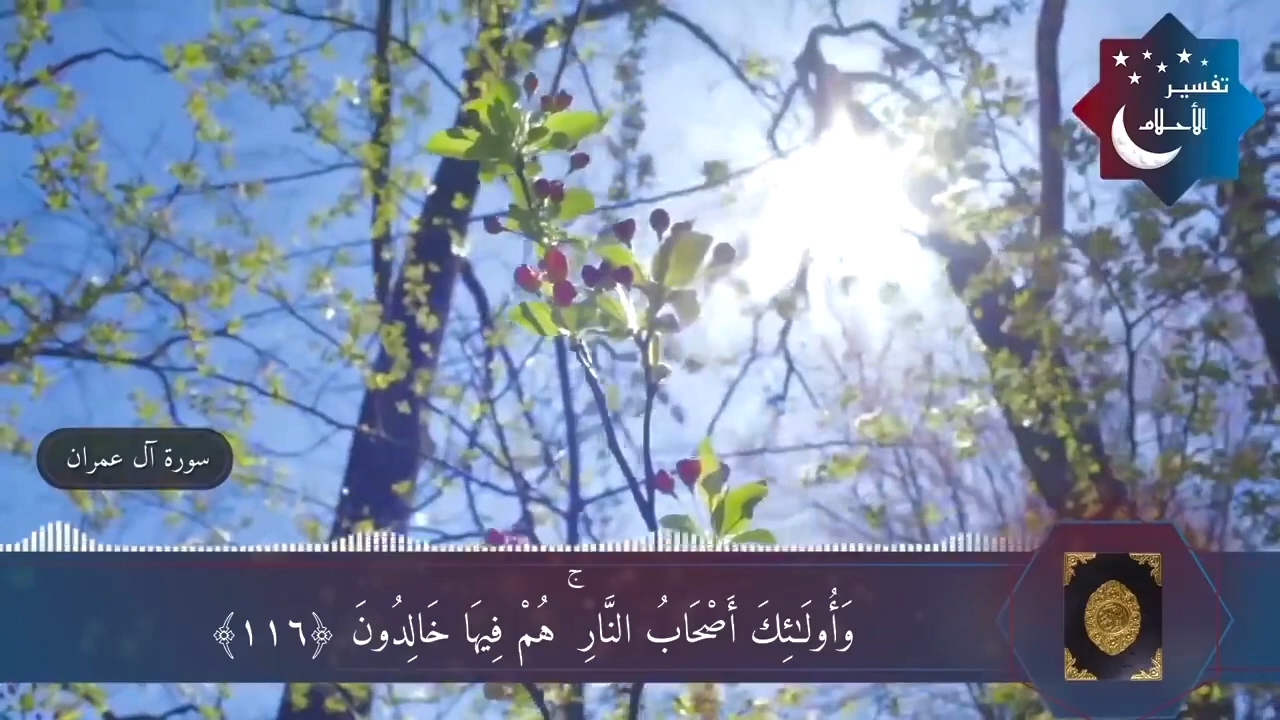 تفسير
الأحلام
سورة آل عمران
وَأُولَـٰئِكَ أَصْحَابُ النَّارِ ۚ هُمْ فِيهَا خَالِدُونَ ﴿١١٦﴾